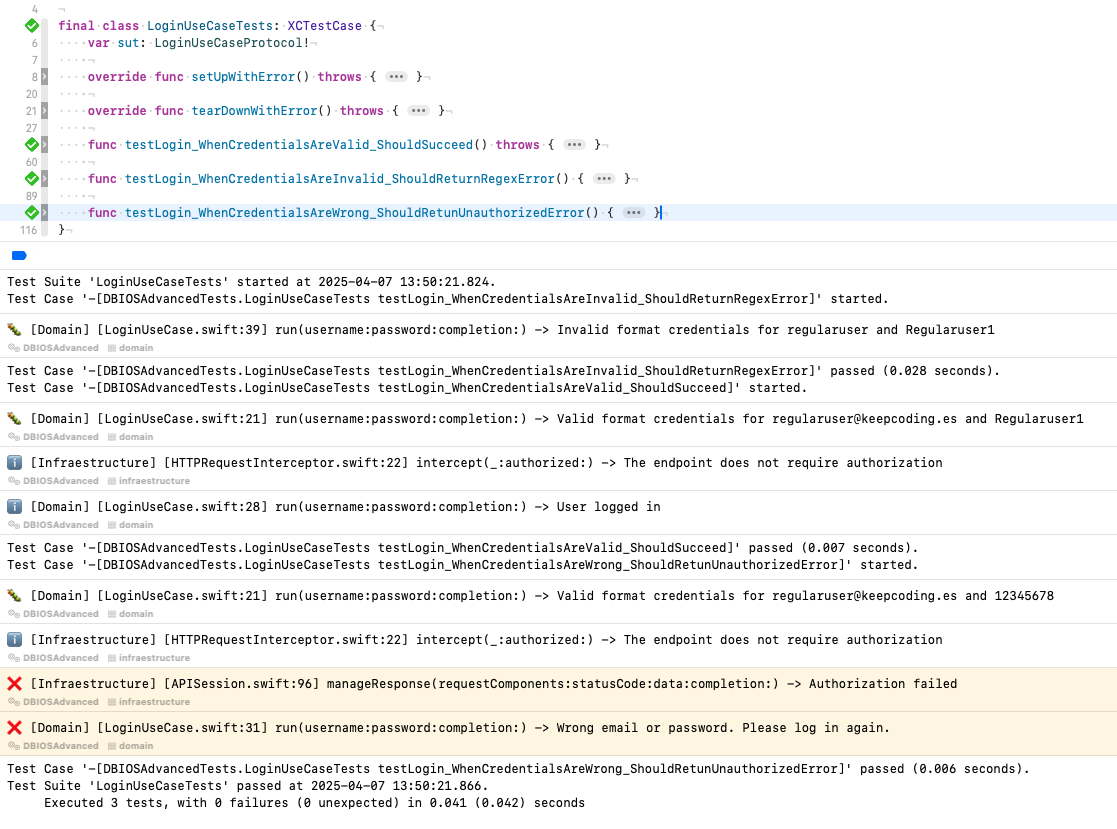 4 ¬
final·class·LoginUseCaseTests:·XCTestCase·{¬
6 ····var·sut:·LoginUseCaseProtocol!¬
7 ····¬
8 ····override·func·setUpWithError()·throws·{ ••• }¬
20 ····¬
21 ····override·func·tearDownWithError()·throws·{ ••• }¬
27 ····¬
····func·testLogin_WhenCredentialsAreValid_ShouldSucceed()·throws·{ ••• }¬
60 ····¬
····func·testLogin_WhenCredentialsAreInvalid_ShouldReturnRegexError()·{ ••• }¬
89 ····¬
····func·testLogin_WhenCredentialsAreWrong_ShouldRetunUnauthorizedError()·{ ••• }¬
116 }¬
Test Suite 'LoginUseCaseTests' started at 2025-04-07 13:50:21.824.
Test Case '-[DBIOSAdvancedTests.LoginUseCaseTests testLogin_WhenCredentialsAreInvalid_ShouldReturnRegexError]' started.
🐛 [Domain] [LoginUseCase.swift:39] run(username:password:completion:) -> Invalid format credentials for regularuser and Regularuser1
DBIOSAdvanced domain
Test Case '-[DBIOSAdvancedTests.LoginUseCaseTests testLogin_WhenCredentialsAreInvalid_ShouldReturnRegexError]' passed (0.028 seconds).
Test Case '-[DBIOSAdvancedTests.LoginUseCaseTests testLogin_WhenCredentialsAreValid_ShouldSucceed]' started.
🐛 [Domain] [LoginUseCase.swift:21] run(username:password:completion:) -> Valid format credentials for regularuser@keepcoding.es and Regularuser1
DBIOSAdvanced domain
ℹ️ [Infraestructure] [HTTPRequestInterceptor.swift:22] intercept(_:authorized:) -> The endpoint does not require authorization
DBIOSAdvanced infraestructure
ℹ️ [Domain] [LoginUseCase.swift:28] run(username:password:completion:) -> User logged in
DBIOSAdvanced domain
Test Case '-[DBIOSAdvancedTests.LoginUseCaseTests testLogin_WhenCredentialsAreValid_ShouldSucceed]' passed (0.007 seconds).
Test Case '-[DBIOSAdvancedTests.LoginUseCaseTests testLogin_WhenCredentialsAreWrong_ShouldRetunUnauthorizedError]' started.
🐛 [Domain] [LoginUseCase.swift:21] run(username:password:completion:) -> Valid format credentials for regularuser@keepcoding.es and 12345678
DBIOSAdvanced domain
ℹ️ [Infraestructure] [HTTPRequestInterceptor.swift:22] intercept(_:authorized:) -> The endpoint does not require authorization
DBIOSAdvanced infraestructure
❌ [Infraestructure] [APISession.swift:96] manageResponse(requestComponents:statusCode:data:completion:) -> Authorization failed
DBIOSAdvanced infraestructure
❌ [Domain] [LoginUseCase.swift:31] run(username:password:completion:) -> Wrong email or password. Please log in again.
DBIOSAdvanced domain
Test Case '-[DBIOSAdvancedTests.LoginUseCaseTests testLogin_WhenCredentialsAreWrong_ShouldRetunUnauthorizedError]' passed (0.006 seconds).
Test Suite 'LoginUseCaseTests' passed at 2025-04-07 13:50:21.866.
Executed 3 tests, with 0 failures (0 unexpected) in 0.041 (0.042) seconds